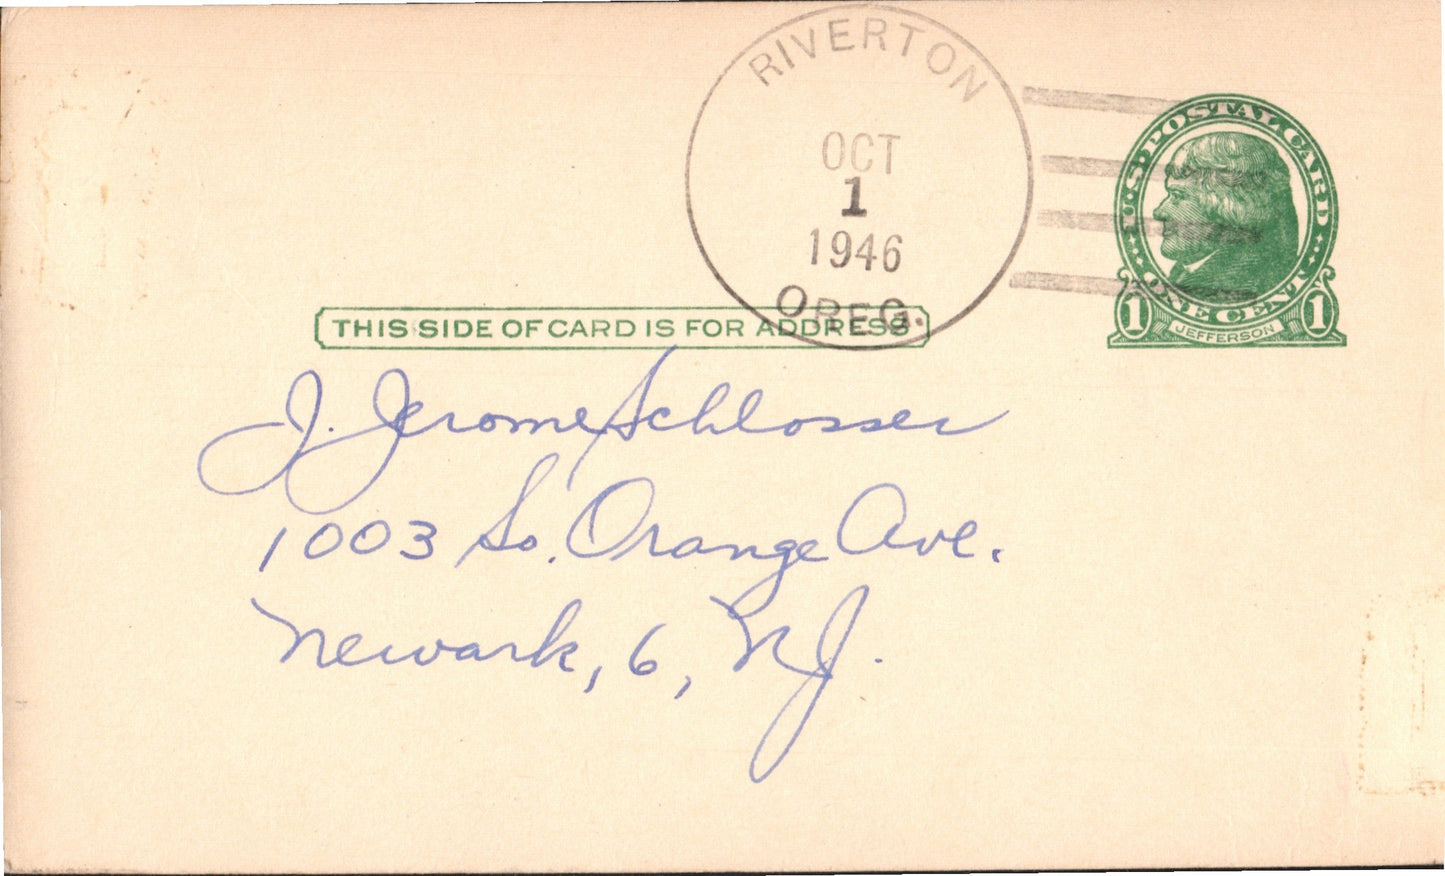 RIVERTON
OCT
1
1946
OREG.
U.S. POSTAL CARD
ONE CENT
1 1
JEFFERSON
THIS SIDE OF CARD IS FOR ADDRESS
J. Jerome Schlosser
1003 So. Orange Ave.
Newark, 6, N.J.